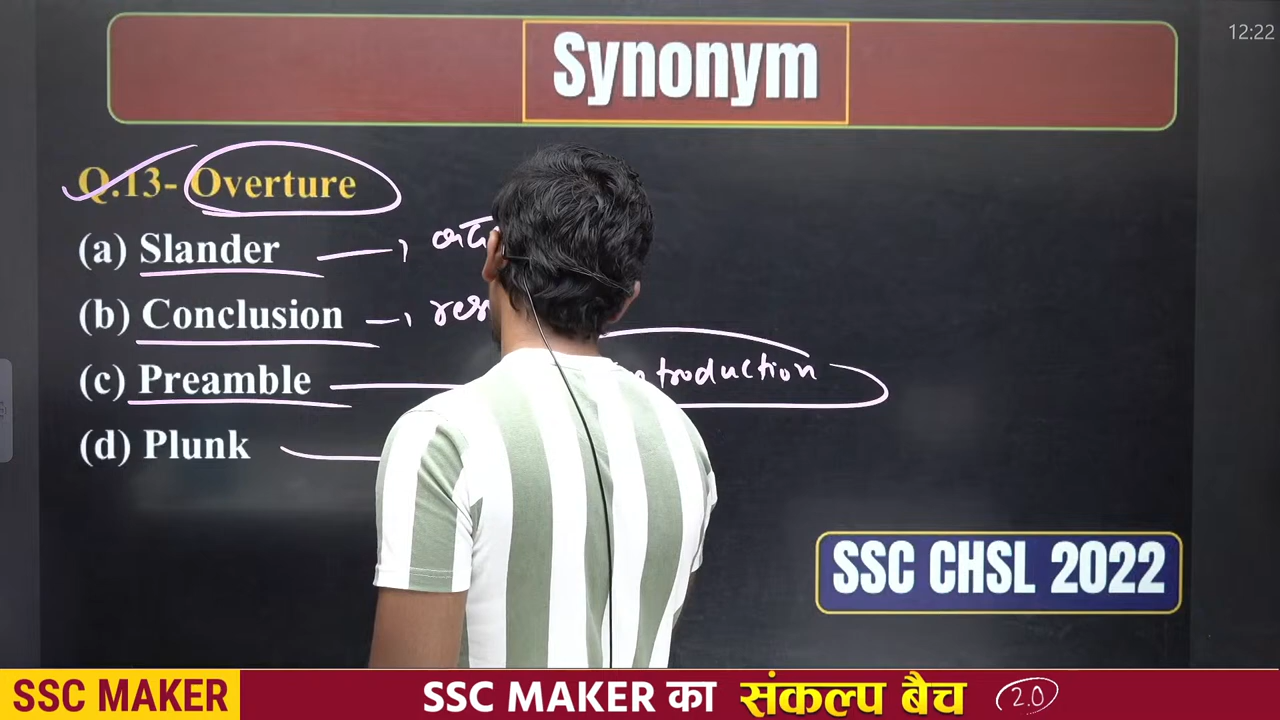 Synonym
12:22
Q.13- Overture
(a) Slander
(b) Conclusion
(c) Preamble
troduction
(d) Plunk
SSC CHSL 2022
SSC MAKER
SSC MAKER का संकल्प बैच 2.0